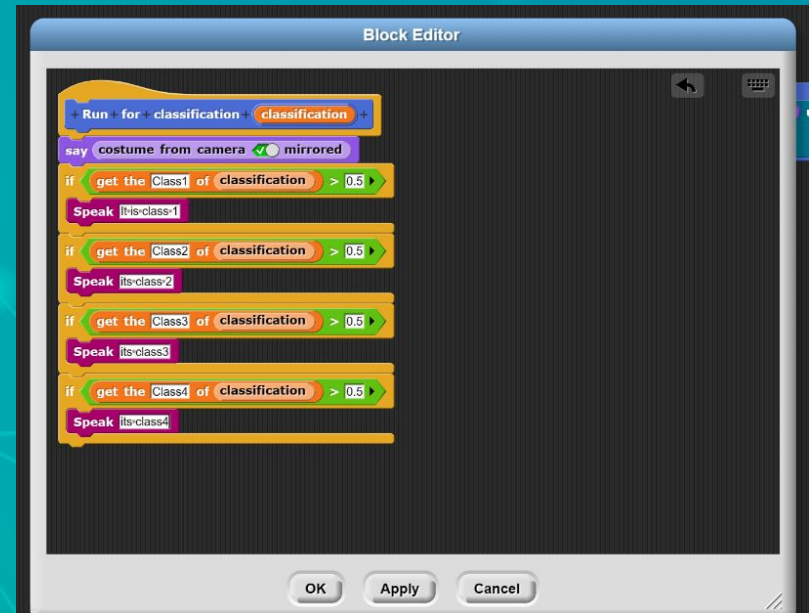 Block Editor
+ Run + for + classification + classification +
say costume from camera mirrored
if get the Class1 of classification > 0.5
Speak It•is•class•1
if get the Class2 of classification > 0.5
Speak its•class•2
if get the Class3 of classification > 0.5
Speak its•class3
if get the Class4 of classification > 0.5
Speak its•class4
OK Apply Cancel